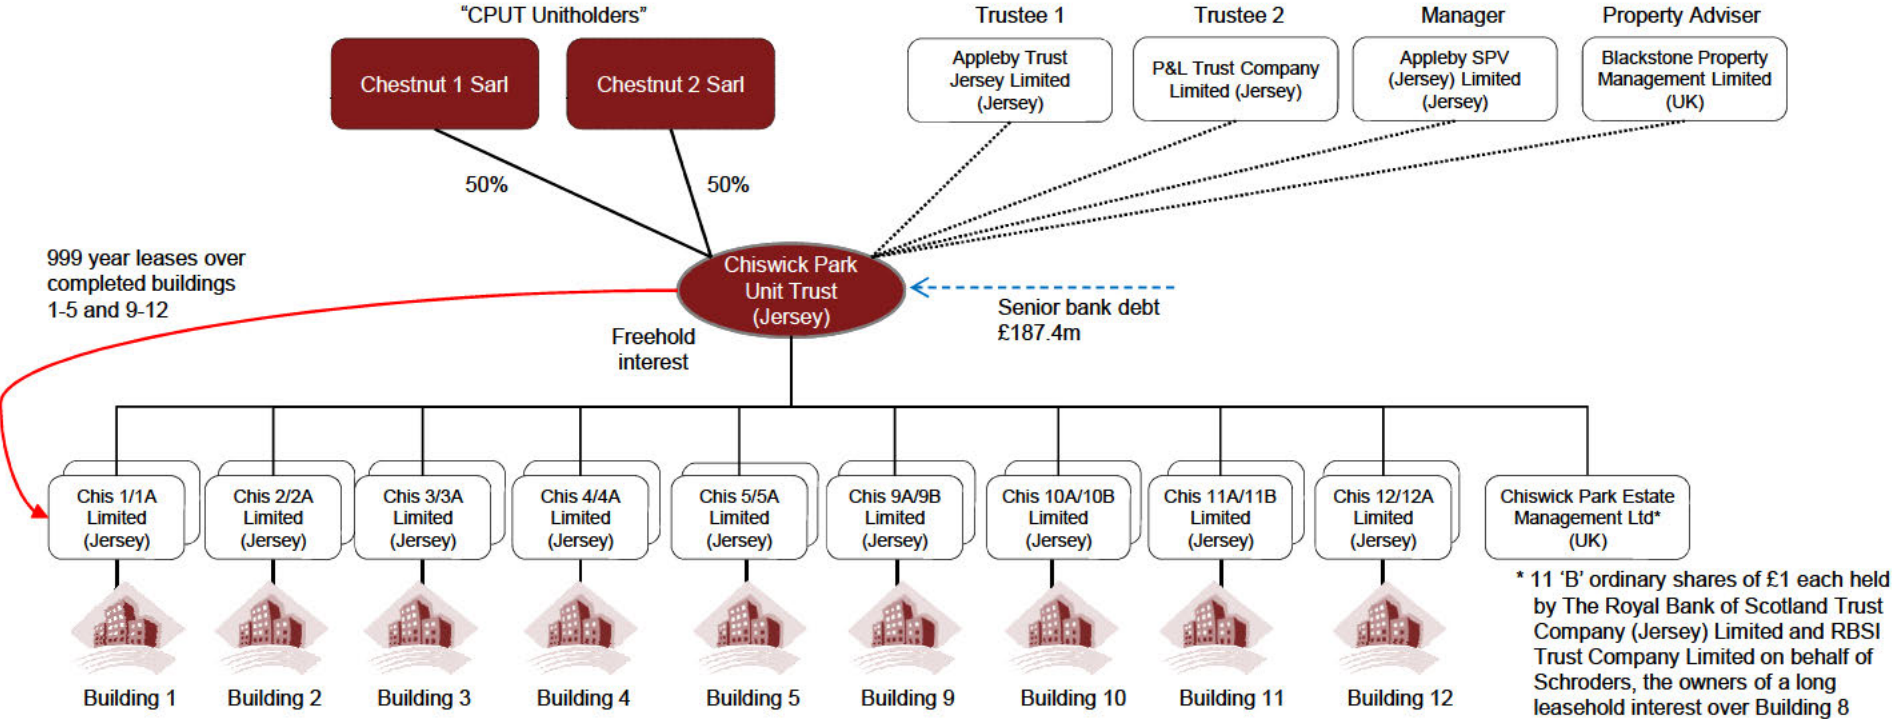 “CPUT Unitholders”
Trustee 1
Trustee 2
Manager
Property Adviser
Chestnut 1 Sarl
Chestnut 2 Sarl
Appleby Trust
Jersey Limited
(Jersey)
P&L Trust Company
Limited (Jersey)
Appleby SPV
(Jersey) Limited
(Jersey)
Blackstone Property
Management Limited
(UK)
50%
50%
999 year leases over
completed buildings
1-5 and 9-12
Chiswick Park
Unit Trust
(Jersey)
Senior bank debt
£187.4m
Freehold
interest
Chis 1/1A
Limited
(Jersey)
Chis 2/2A
Limited
(Jersey)
Chis 3/3A
Limited
(Jersey)
Chis 4/4A
Limited
(Jersey)
Chis 5/5A
Limited
(Jersey)
Chis 9A/9B
Limited
(Jersey)
Chis 10A/10B
Limited
(Jersey)
Chis 11A/11B
Limited
(Jersey)
Chis 12/12A
Limited
(Jersey)
Chiswick Park Estate
Management Ltd*
(UK)
Building 1
Building 2
Building 3
Building 4
Building 5
Building 9
Building 10
Building 11
Building 12
* 11 ‘B’ ordinary shares of £1 each held
by The Royal Bank of Scotland Trust
Company (Jersey) Limited and RBSI
Trust Company Limited on behalf of
Schroders, the owners of a long
leasehold interest over Building 8